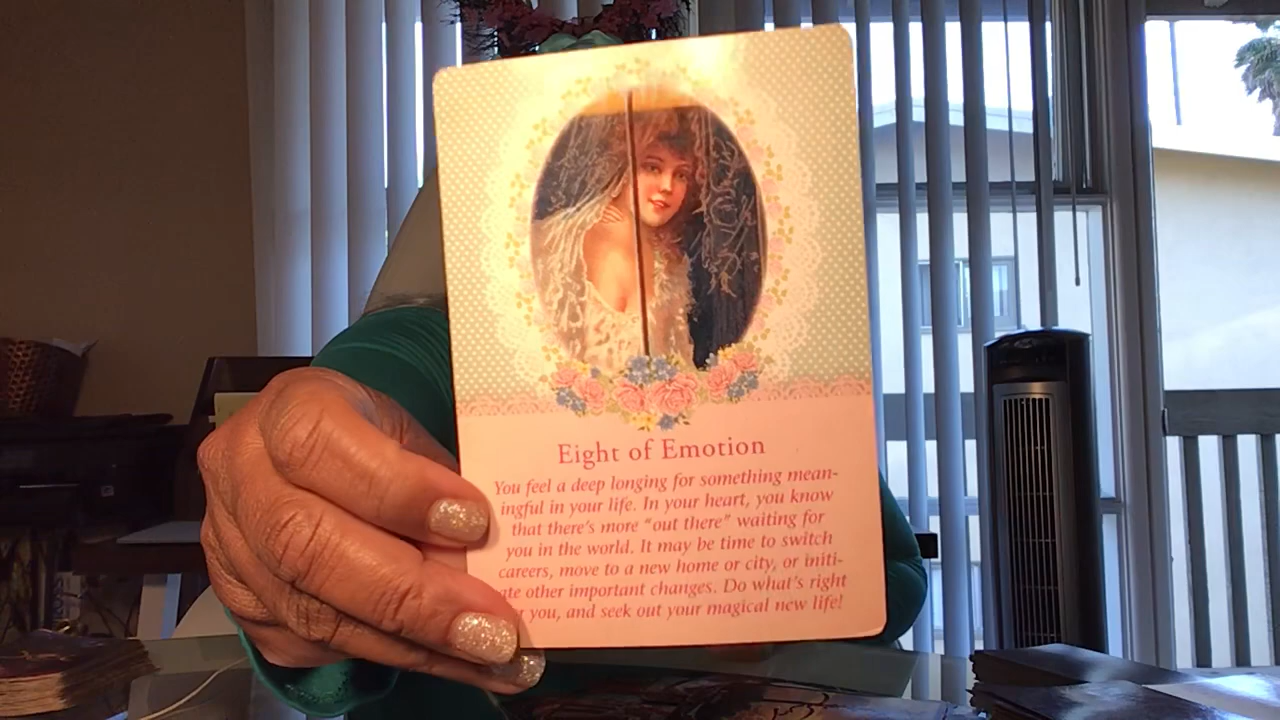 Eight of Emotion
You feel a deep longing for something mean-
ingful in your life. In your heart, you know
that there's more “out there” waiting for
you in the world. It may be time to switch
careers, move to a new home or city, or initi-
ate other important changes. Do what's right
you, and seek out your magical new life!